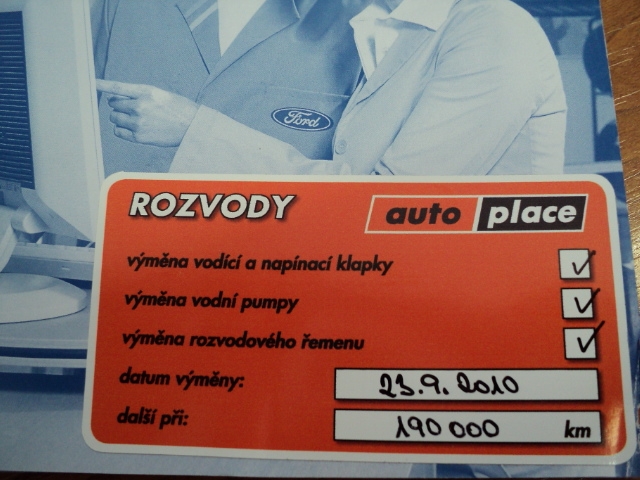 Ford
ROZVODY auto place
výměna vodící a napínací klapky
výměna vodní pumpy
výměna rozvodového řemenu
datum výměny: 23.9.2010
další při: 190 000 km